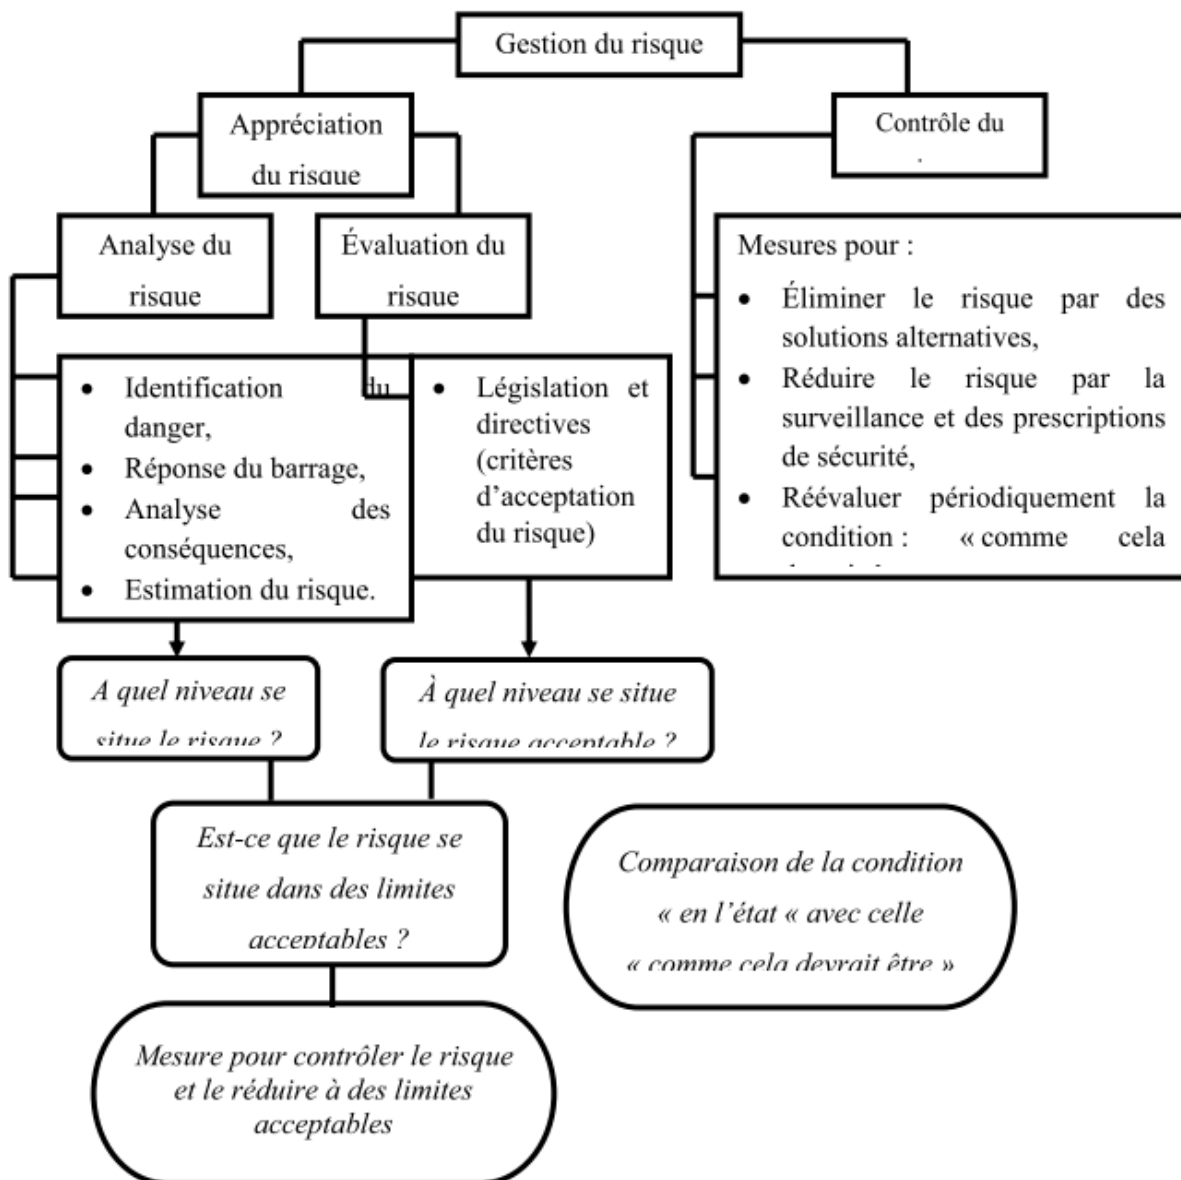 Gestion du risque
Appréciation
du risque
Contrôle du
Analyse du
risque
Évaluation du
risque
Mesures pour :
• Éliminer le risque par des
solutions alternatives,
• Réduire le risque par la
surveillance et des prescriptions
de sécurité,
• Réévaluer périodiquement la
condition : « comme cela
• Identification du
danger,
• Réponse du barrage,
• Analyse des
conséquences,
• Estimation du risque.
• Législation et
directives
(critères
d’acceptation
du risque)
A quel niveau se
situe le risque ?
À quel niveau se situe
le risque acceptable ?
Est-ce que le risque se
situe dans des limites
acceptables ?
Comparaison de la condition
« en l’état « avec celle
« comme cela devrait être »
Mesure pour contrôler le risque
et le réduire à des limites
acceptables